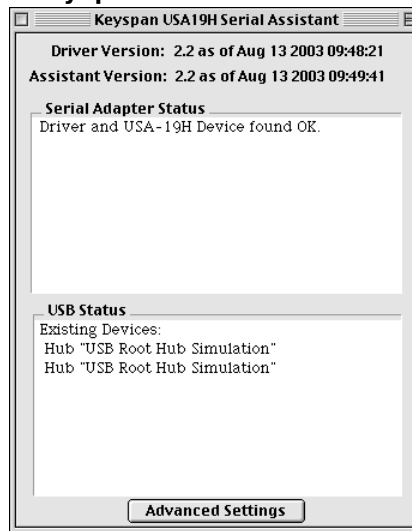 Keyspan USA19H Serial Assistant
Driver Version: 2.2 as of Aug 13 2003 09:48:21
Assistant Version: 2.2 as of Aug 13 2003 09:49:41
Serial Adapter Status
Driver and USA-19H Device found OK.
USB Status
Existing Devices:
Hub "USB Root Hub Simulation"
Hub "USB Root Hub Simulation"
Advanced Settings